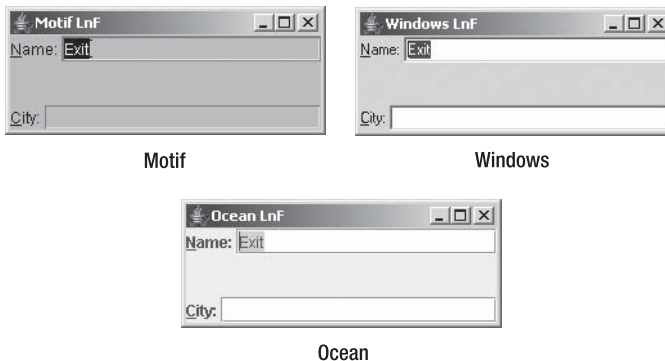 Motif LnF
Name: Exit
City:
Motif
Windows LnF
Name: Exit
City:
Windows
Ocean LnF
Name: Exit
City:
Ocean